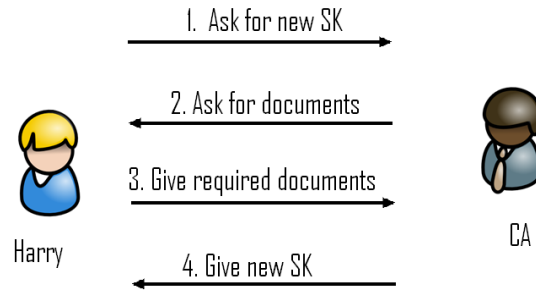 1. Ask for new SK
2. Ask for documents
3. Give required documents
Harry
CA
4. Give new SK